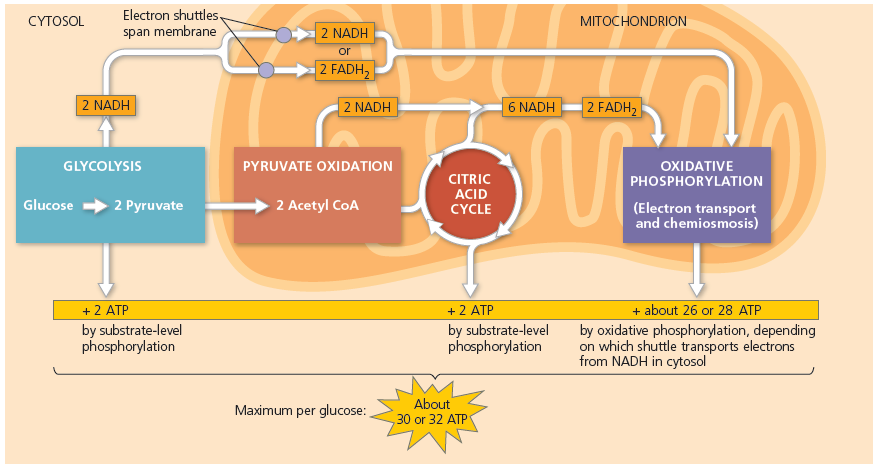 CYTOSOL
Electron shuttles
span membrane
MITOCHONDRION
2 NADH
or
2 FADH₂
2 NADH
2 NADH
6 NADH
2 FADH₂
GLYCOLYSIS
Glucose
2 Pyruvate
PYRUVATE OXIDATION
2 Acetyl CoA
CITRIC
ACID
CYCLE
OXIDATIVE
PHOSPHORYLATION
(Electron transport
and chemiosmosis)
+ 2 ATP
by substrate-level
phosphorylation
+ 2 ATP
by substrate-level
phosphorylation
+ about 26 or 28 ATP
by oxidative phosphorylation, depending
on which shuttle transports electrons
from NADH in cytosol
Maximum per glucose:
About
30 or 32 ATP